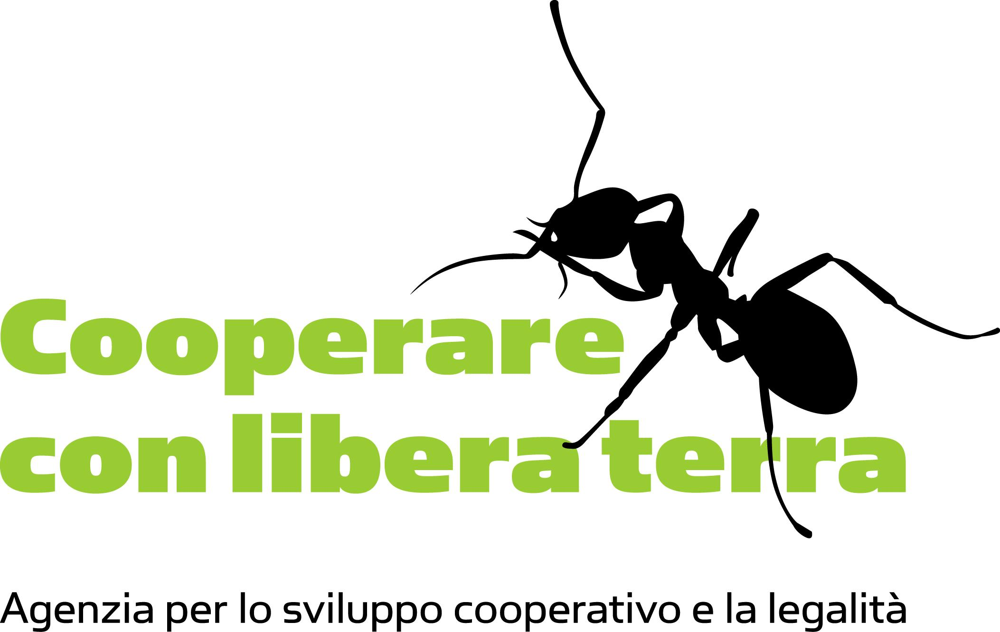 Cooperare
con libera terra
Agenzia per lo sviluppo cooperativo e la legalità